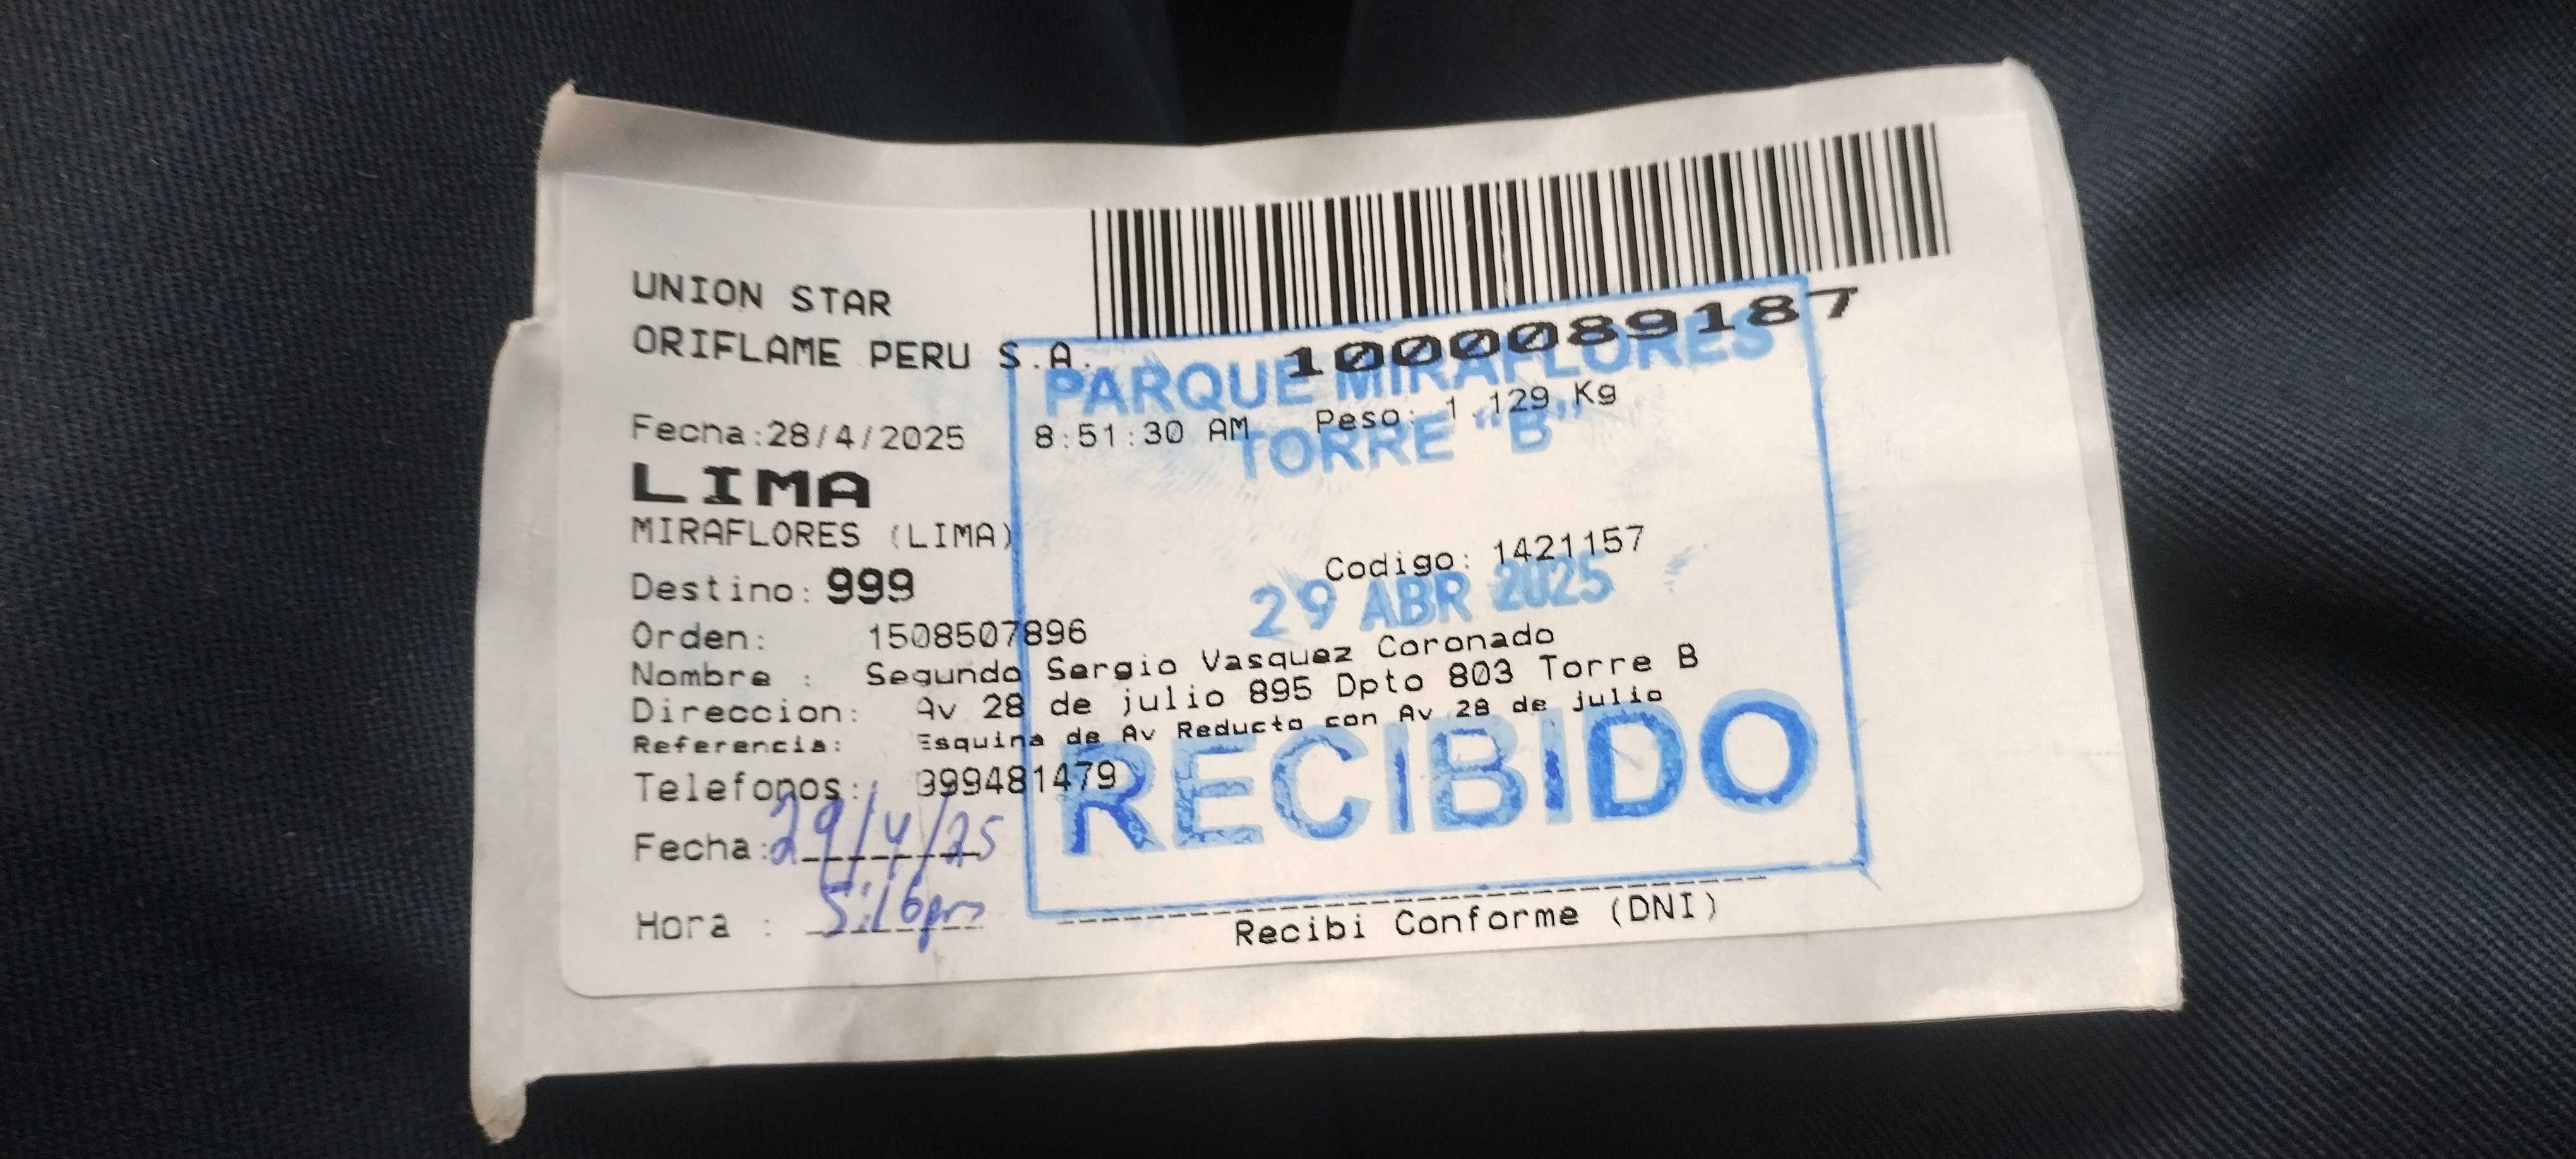 UNION STAR
ORIFLAME PERU S.A.
1000089187
PARQUE MIRAFLORES
TORRE "B"
Fecha:28/4/2025 8:51:30 AM Peso: 1.129 Kg
LIMA
MIRAFLORES (LIMA)
Destino: 999 Codigo: 1421157
29 ABR 2025
Orden: 1508507896
Nombre : Segundo Sergio Vasquez Coronado
Direccion: Av 28 de julio 895 Dpto 803 Torre B
Referencia: Esquina de Av Reducto con Av 28 de julio
Telefonos: 999481479
RECIBIDO
Fecha:29/4/25
Hora : 5:16pm
Recibi Conforme (DNI)